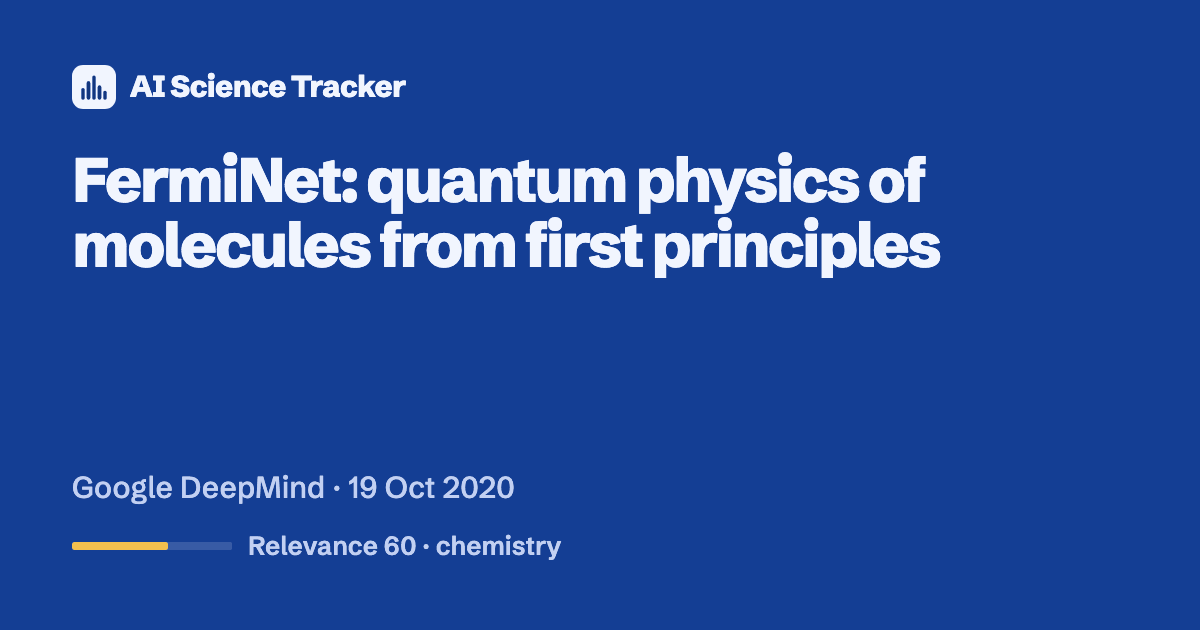 AI Science Tracker
FermiNet: quantum physics of
molecules from first principles
Google DeepMind · 19 Oct 2020
Relevance 60 · chemistry